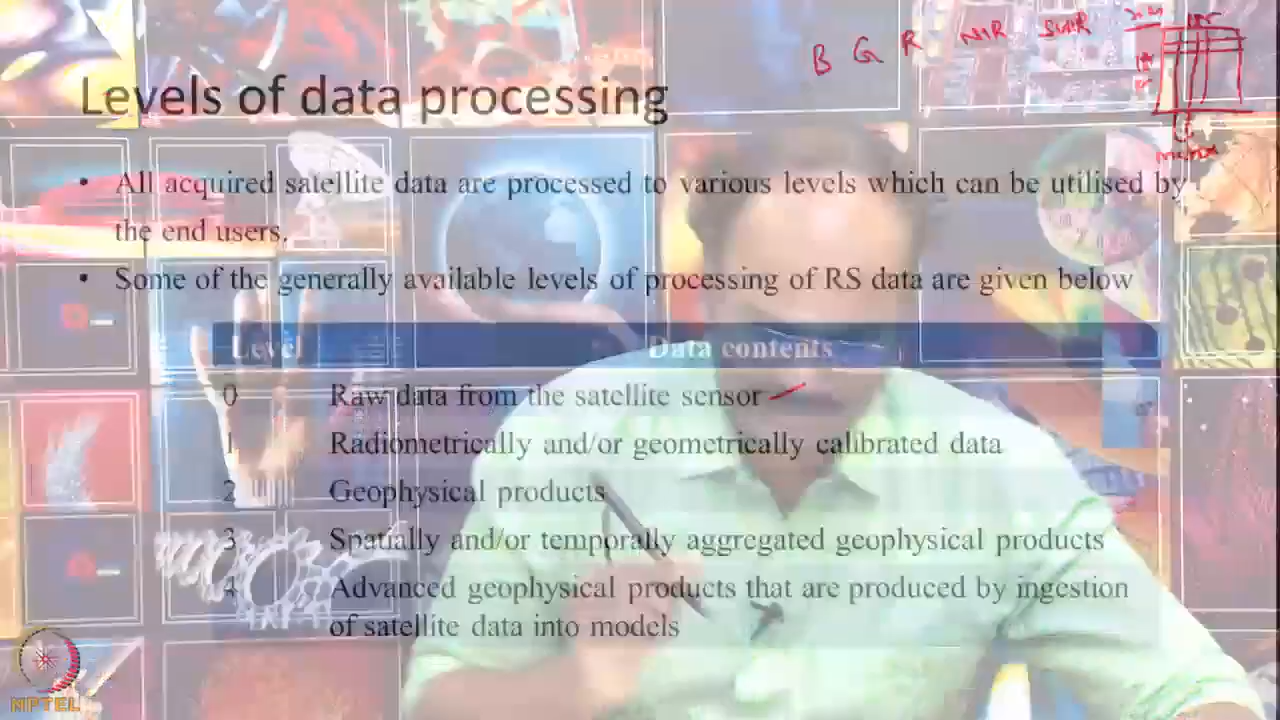 B G R NIR SWIR
Levels of data processing
• All acquired satellite data are processed to various levels which can be utilised by
the end users.
• Some of the generally available levels of processing of RS data are given below
Level Data contents
0 Raw data from the satellite sensor
1 Radiometrically and/or geometrically calibrated data
2 Geophysical products
3 Spatially and/or temporally aggregated geophysical products
4 Advanced geophysical products that are produced by ingestion
of satellite data into models
NPTEL